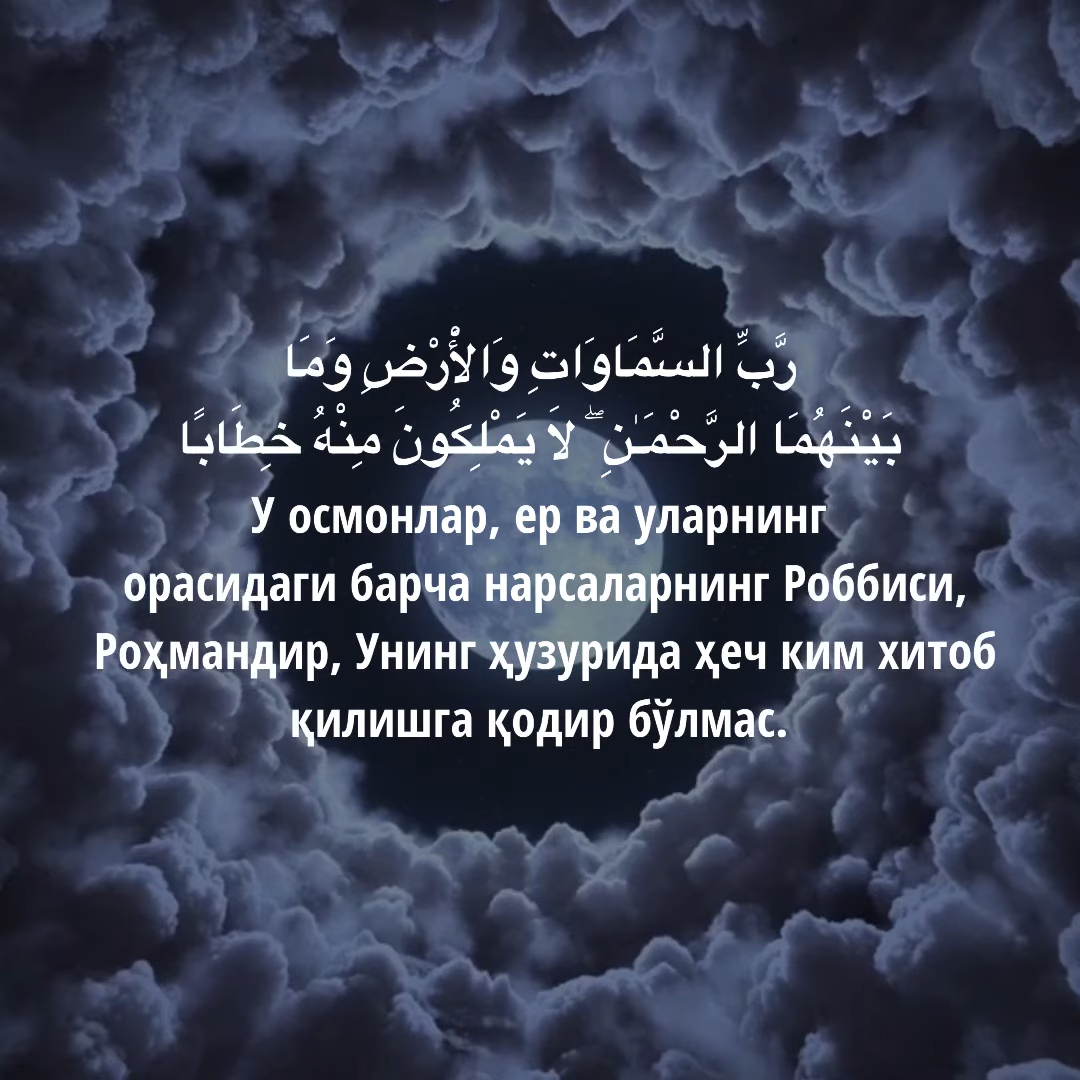 رَّبِّ السَّمَاوَاتِ وَالْأَرْضِ وَمَا
بَيْنَهُمَا الرَّحْمَـٰنِ ۖ لَا يَمْلِكُونَ مِنْهُ خِطَابًا
У осмонлар, ер ва уларнинг
орасидаги барча нарсаларнинг Роббиси,
Роҳмандир, Унинг ҳузурида ҳеч ким хитоб
қилишга қодир бўлмас.